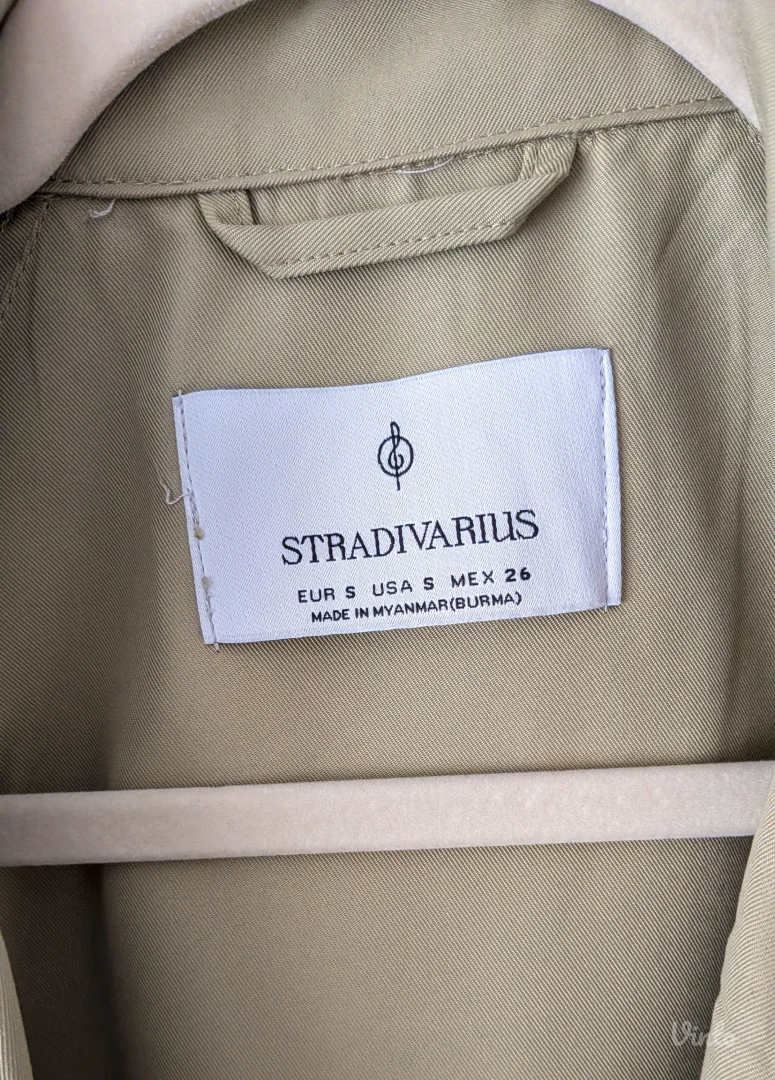 STRADIVARIUS
EUR S USA S MEX 26
MADE IN MYANMAR(BURMA)